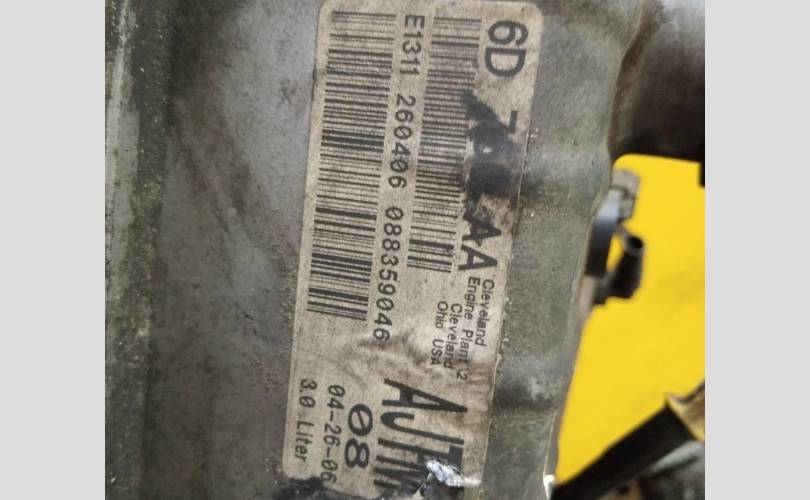 6D
AA
E1311 260406 088359046
Cleveland
Engine Plant #2
Cleveland
Ohio USA
08
04-26-06
3.0 Liter